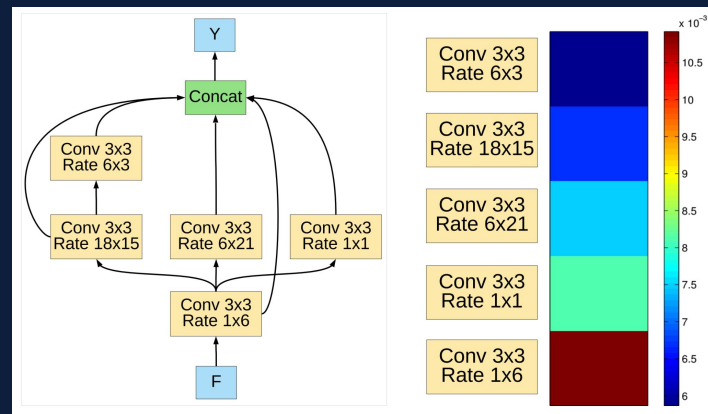 Y
Concat
Conv 3x3
Rate 6x3
Conv 3x3
Rate 18x15
Conv 3x3
Rate 6x21
Conv 3x3
Rate 1x1
Conv 3x3
Rate 1x6
F
Conv 3x3
Rate 6x3
Conv 3x3
Rate 18x15
Conv 3x3
Rate 6x21
Conv 3x3
Rate 1x1
Conv 3x3
Rate 1x6
x 10⁻³
10.5
10
9.5
9
8.5
8
7.5
7
6.5
6